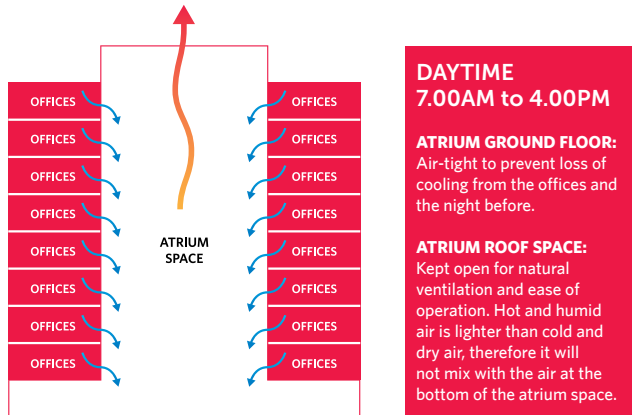 OFFICES
OFFICES
OFFICES
OFFICES
OFFICES
OFFICES
OFFICES
OFFICES
ATRIUM
SPACE
OFFICES
OFFICES
OFFICES
OFFICES
OFFICES
OFFICES
OFFICES
OFFICES
DAYTIME
7.00AM to 4.00PM
ATRIUM GROUND FLOOR:
Air-tight to prevent loss of
cooling from the offices and
the night before.
ATRIUM ROOF SPACE:
Kept open for natural
ventilation and ease of
operation. Hot and humid
air is lighter than cold and
dry air, therefore it will
not mix with the air at the
bottom of the atrium space.